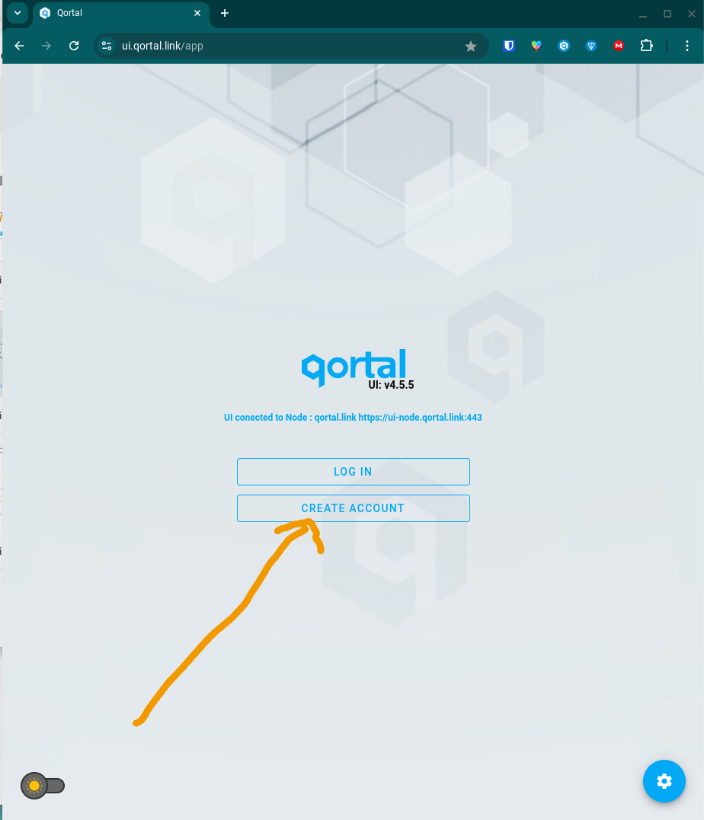 Qortal
ui.qortal.link/app
qortal
UI: v4.5.5
UI conected to Node : qortal.link https://ui-node.qortal.link:443
LOG IN
CREATE ACCOUNT